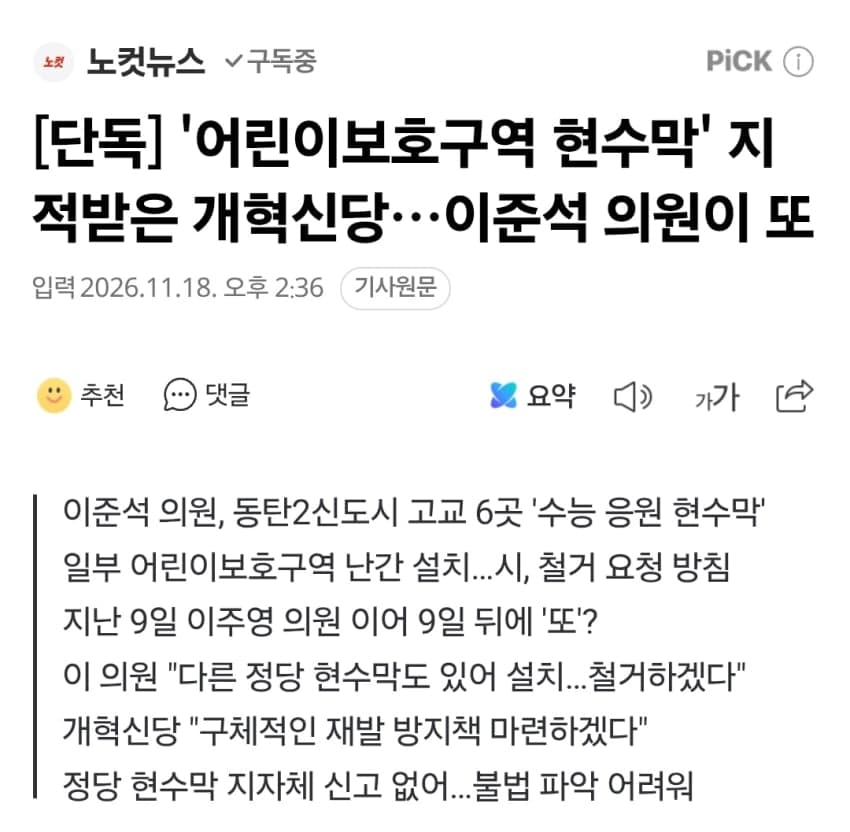 노컷 노컷뉴스 ✓구독중 PiCK
[단독] '어린이보호구역 현수막' 지
적받은 개혁신당…이준석 의원이 또
입력 2026.11.18. 오후 2:36 기사원문
추천 댓글 요약 가가
이준석 의원, 동탄2신도시 고교 6곳 '수능 응원 현수막'
일부 어린이보호구역 난간 설치...시, 철거 요청 방침
지난 9일 이주영 의원 이어 9일 뒤에 '또'?
이 의원 "다른 정당 현수막도 있어 설치...철거하겠다"
개혁신당 "구체적인 재발 방지책 마련하겠다"
정당 현수막 지자체 신고 없어...불법 파악 어려워